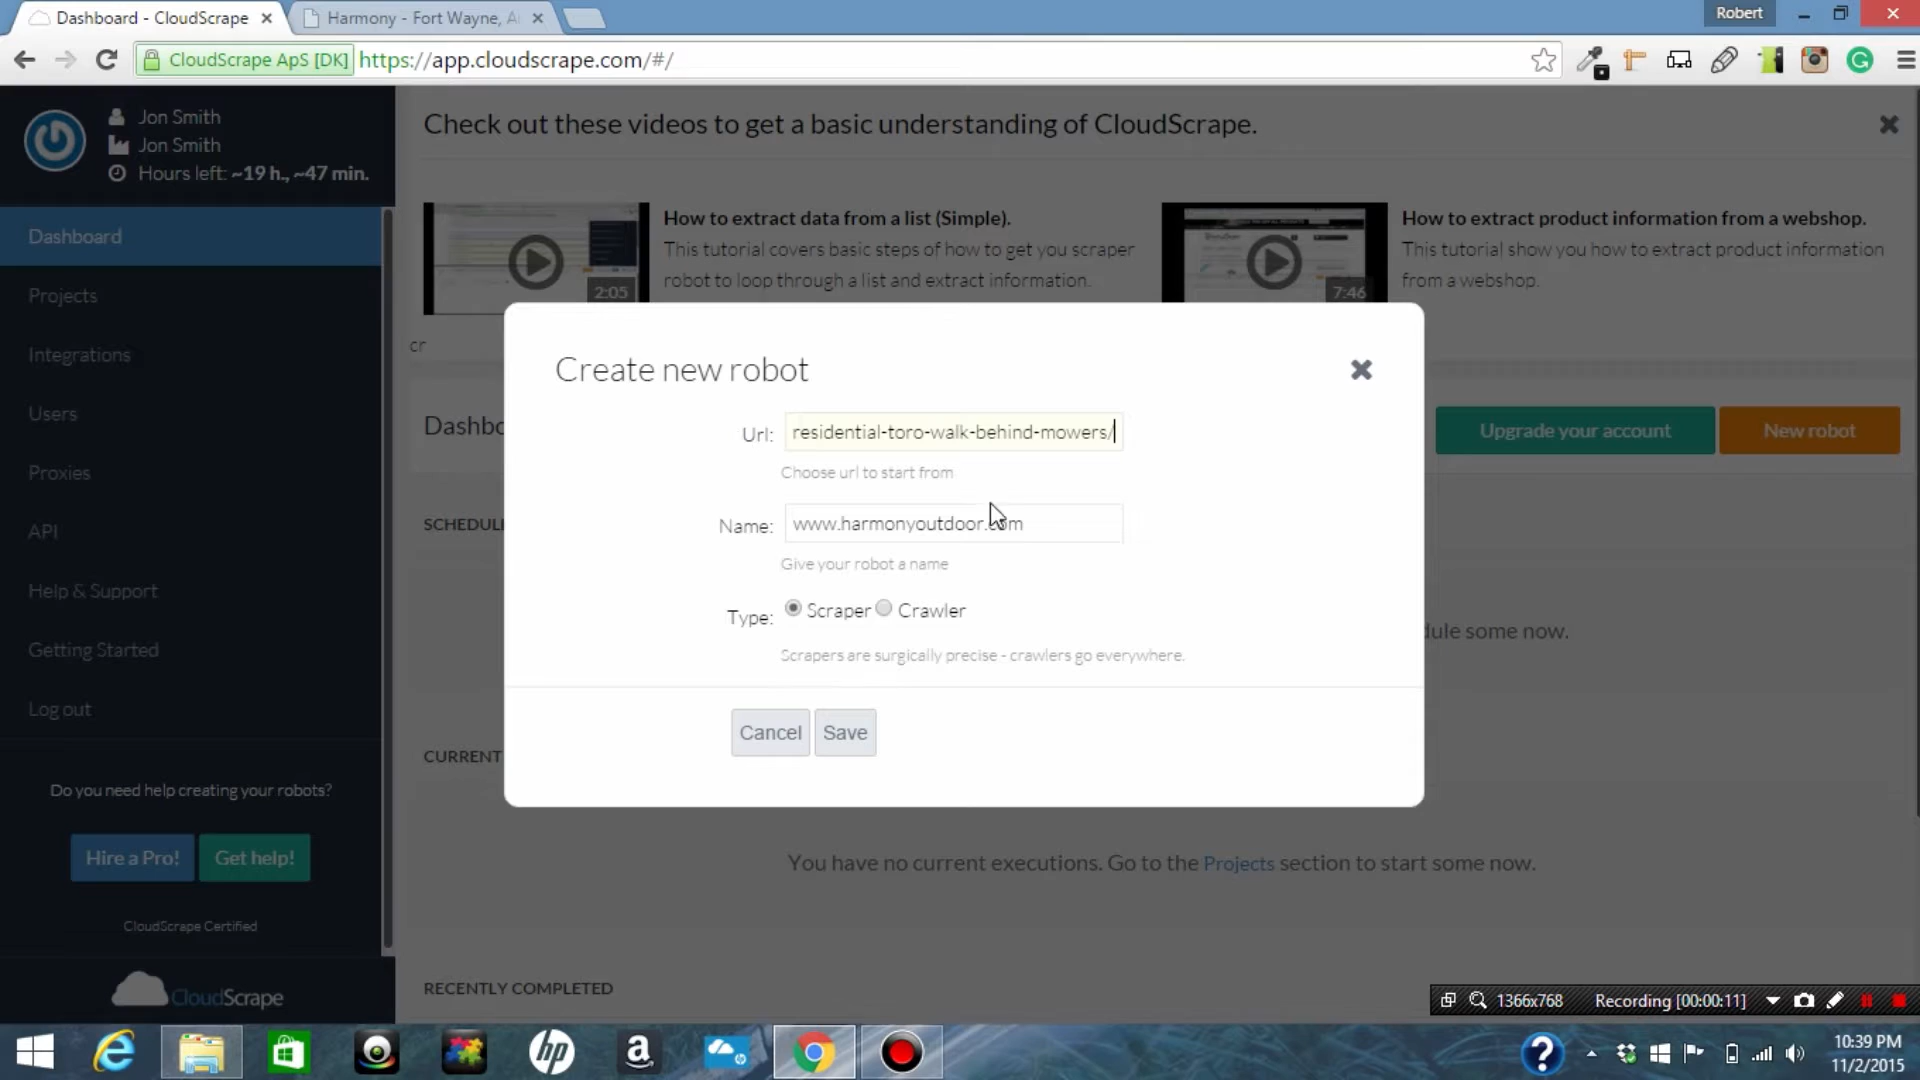 Dashboard - CloudScrape
Harmony - Fort Wayne, A
Robert
CloudScrape ApS [DK]
https://app.cloudscrape.com/#/
Jon Smith
Jon Smith
Hours left: ~19 h., ~47 min.
Dashboard
Projects
Integrations
Users
Proxies
API
Help & Support
Getting Started
Log out
Do you need help creating your robots?
Hire a Pro!
Get help!
CloudScrape Certified
CloudScrape
Check out these videos to get a basic understanding of CloudScrape.
2:05
How to extract data from a list (Simple).
This tutorial covers basic steps of how to get you scraper
robot to loop through a list and extract information.
7:46
How to extract product information from a webshop.
This tutorial show you how to extract product information
from a webshop.
cr
Dashbo
Upgrade your account
New robot
SCHEDUL
dule some now.
CURRENT
You have no current executions. Go to the Projects section to start some now.
RECENTLY COMPLETED
Create new robot
Url:
residential-toro-walk-behind-mowers/
Choose url to start from
Name:
www.harmonyoutdoor.com
Give your robot a name
Type:
Scraper
Crawler
Scrapers are surgically precise - crawlers go everywhere.
Cancel
Save
1366x768
Recording [00:00:11]
hp
a
10:39 PM
11/2/2015